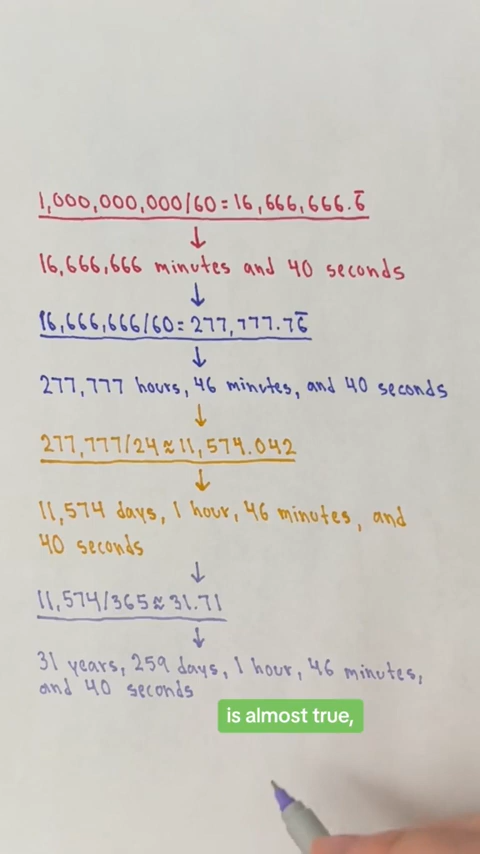 1,000,000,000/60=16,666,666.6̅
↓
16,666,666 minutes and 40 seconds
↓
16,666,666/60=277,777.76̅
↓
277,777 hours, 46 minutes, and 40 seconds
↓
277,777/24≈11,574.042
↓
11,574 days, 1 hour, 46 minutes, and
40 seconds
↓
11,574/365≈31.71
↓
31 years, 259 days, 1 hour, 46 minutes,
and 40 seconds
is almost true,